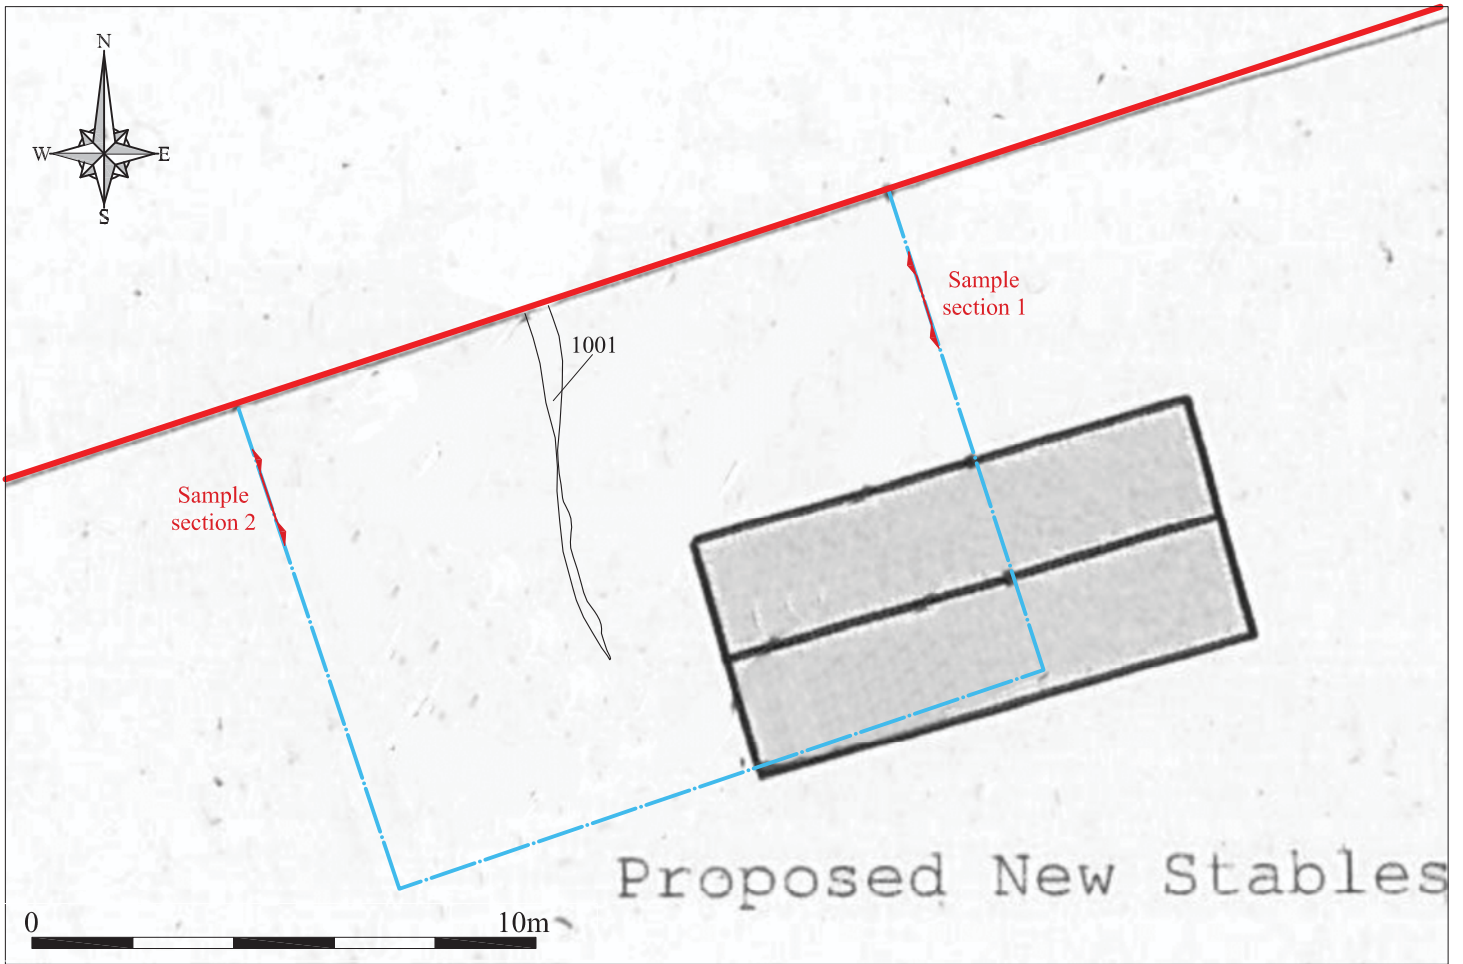 N
W E
S
Sample
section 1
1001
Sample
section 2
Proposed New Stables
0 10m